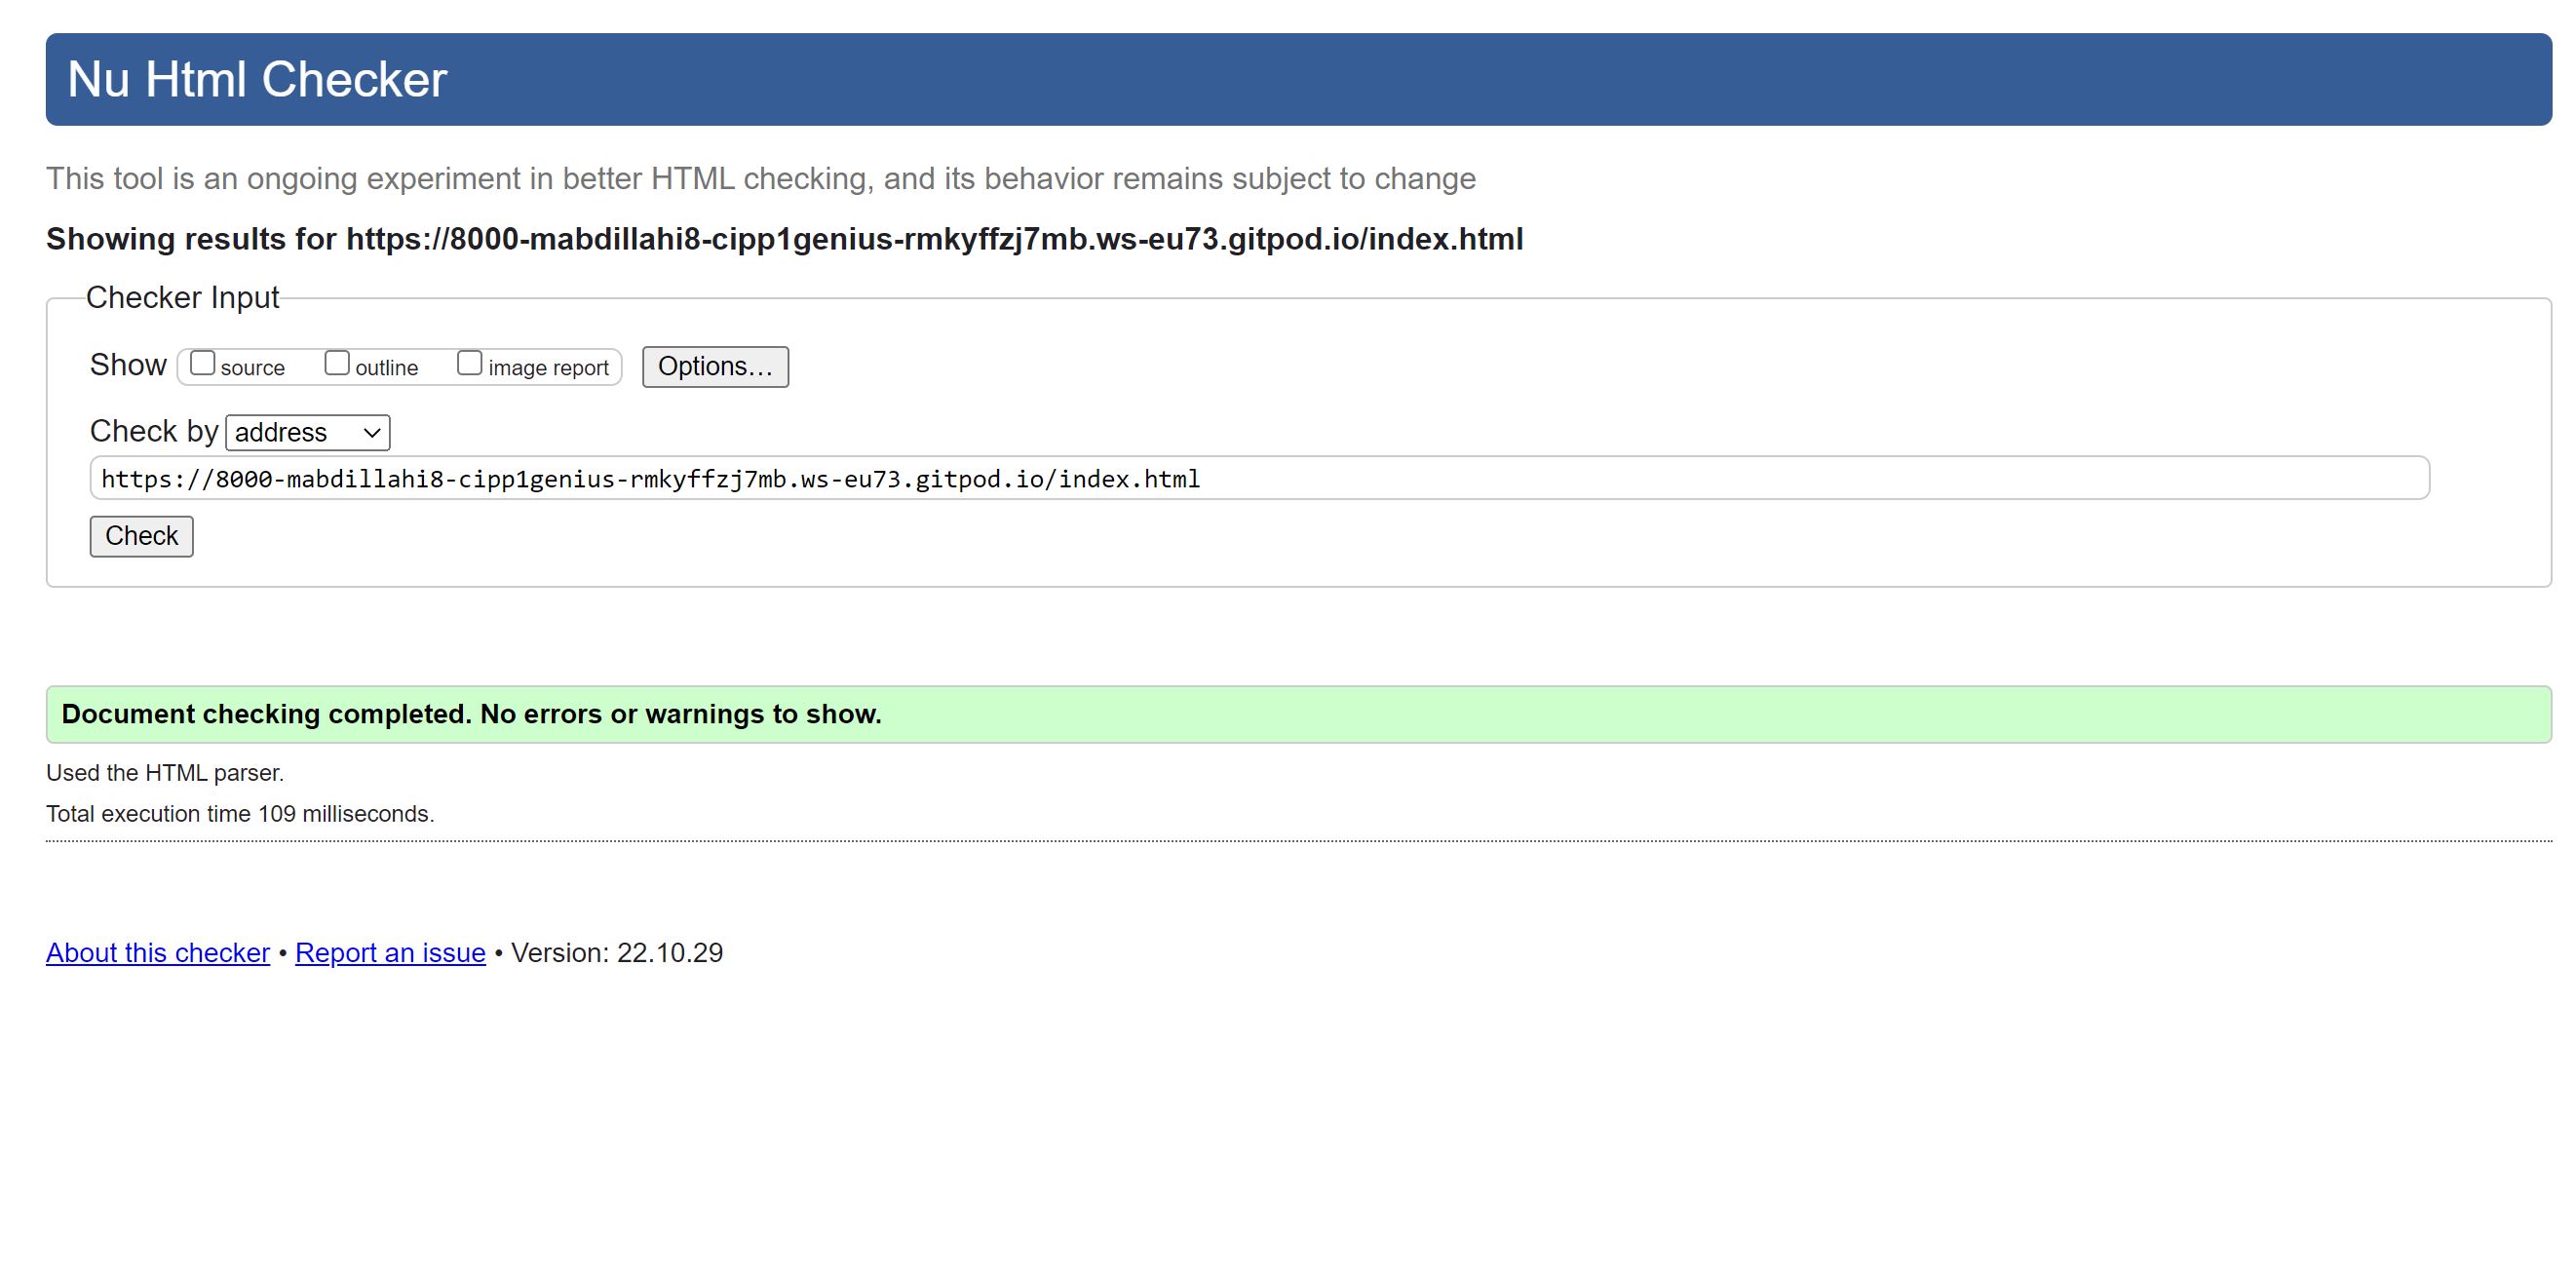 Nu Html Checker
This tool is an ongoing experiment in better HTML checking, and its behavior remains subject to change
Showing results for https://8000-mabdillahi8-cipp1genius-rmkyffzj7mb.ws-eu73.gitpod.io/index.html
Checker Input
Show source outline image report Options…
Check by address
https://8000-mabdillahi8-cipp1genius-rmkyffzj7mb.ws-eu73.gitpod.io/index.html
Check
Document checking completed. No errors or warnings to show.
Used the HTML parser.
Total execution time 109 milliseconds.
About this checker • Report an issue • Version: 22.10.29